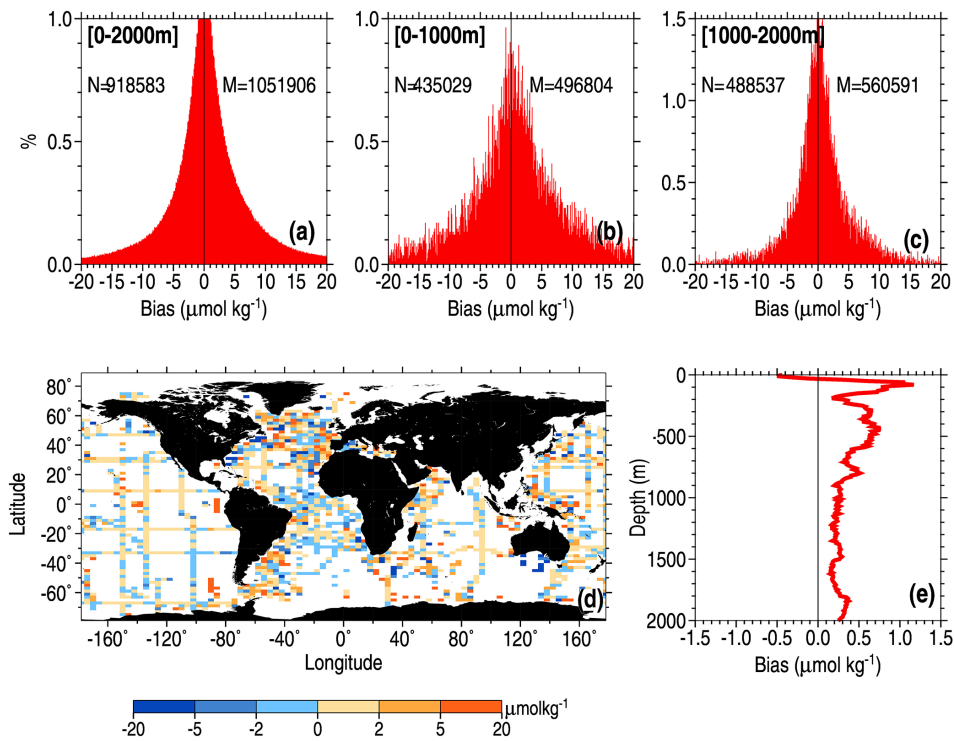 [0-2000m] [0-1000m] [1000-2000m]
1.0 1.0 1.5
N=918583 M=1051906 N=435029 M=496804 N=488537 M=560591
1.0
% 0.5 0.5 0.5
(a) (b) (c)
0.0 0.0 0.0
-20 -15 -10 -5 0 5 10 15 20 -20 -15 -10 -5 0 5 10 15 20 -20 -15 -10 -5 0 5 10 15 20
Bias (μmol kg-1) Bias (μmol kg-1) Bias (μmol kg-1)
80°
60°
40°
20°
0°
-20°
-40°
-60°
Latitude
(d)
-160° -120° -80° -40° 0° 40° 80° 120° 160°
Longitude
0
-500
1000
1500
2000
Depth (m)
(e)
-1.5 -1.0 -0.5 0.0 0.5 1.0 1.5
Bias (μmol kg-1)
μmolkg-1
-20 -5 -2 0 2 5 20